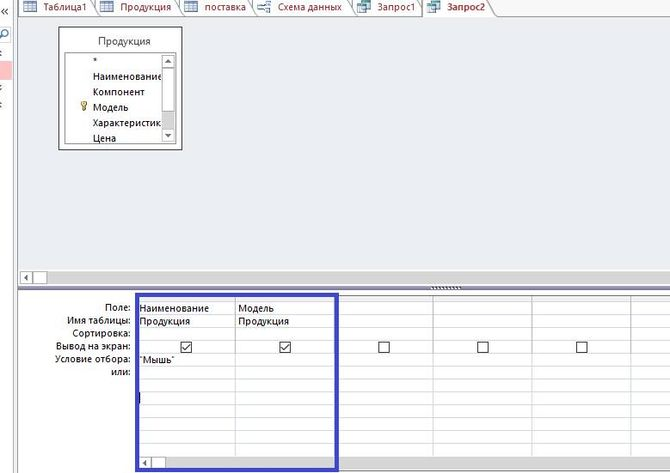 Таблица1 Продукция поставка Схема данных Запрос1 Запрос2
Продукция
*
Наименование
Компонент
Модель
Характеристик
Цена
Поле: Наименование Модель
Имя таблицы: Продукция Продукция
Сортировка:
Вывод на экран:
Условие отбора: "Мышь"
или: